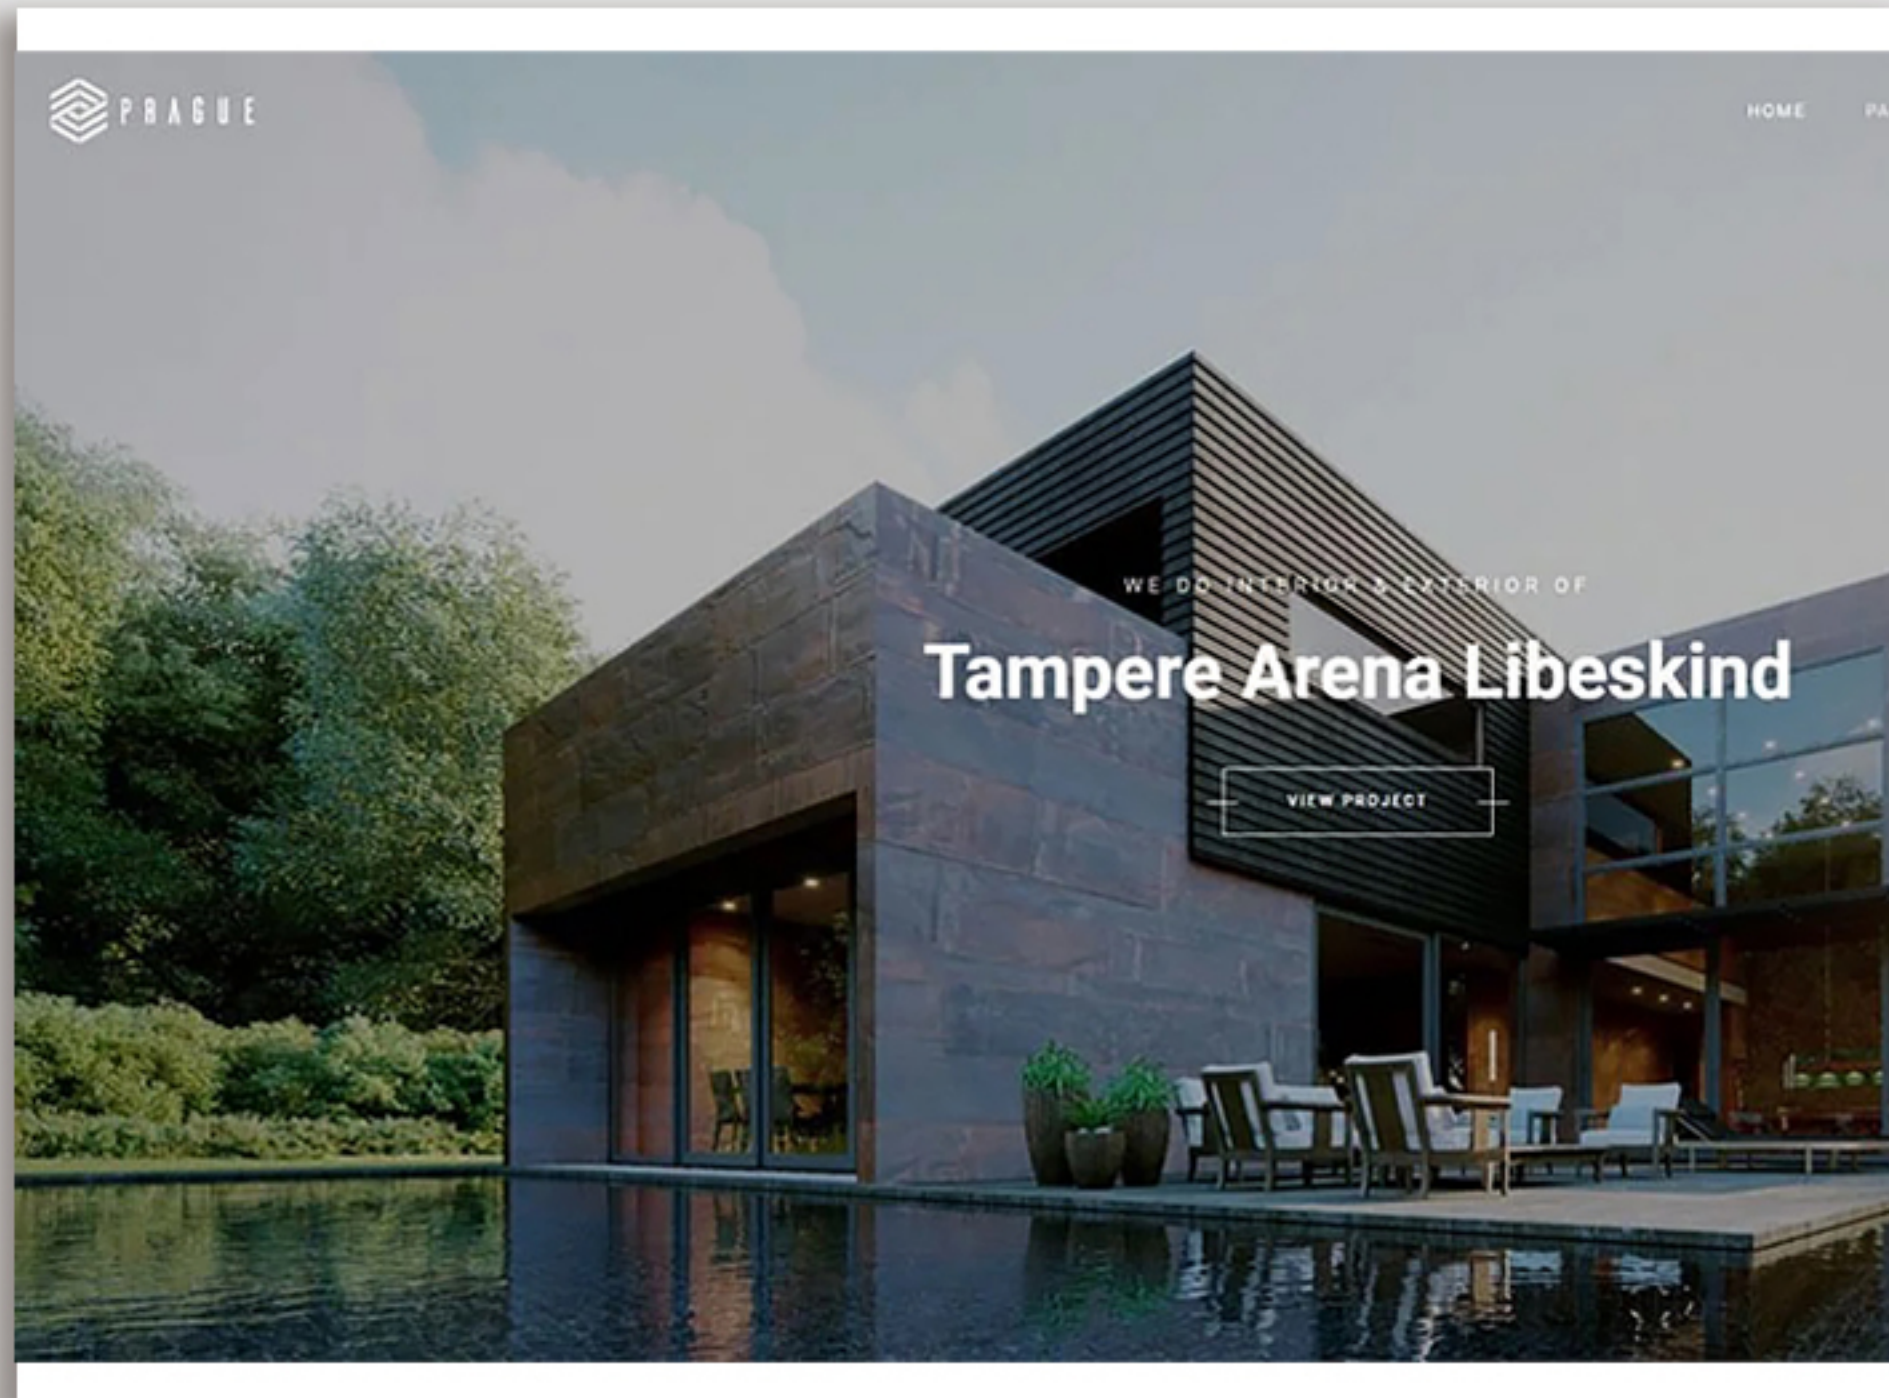 PRAGUE
HOME
WE DO INTERIOR & EXTERIOR OF
Tampere Arena Libeskind
VIEW PROJECT